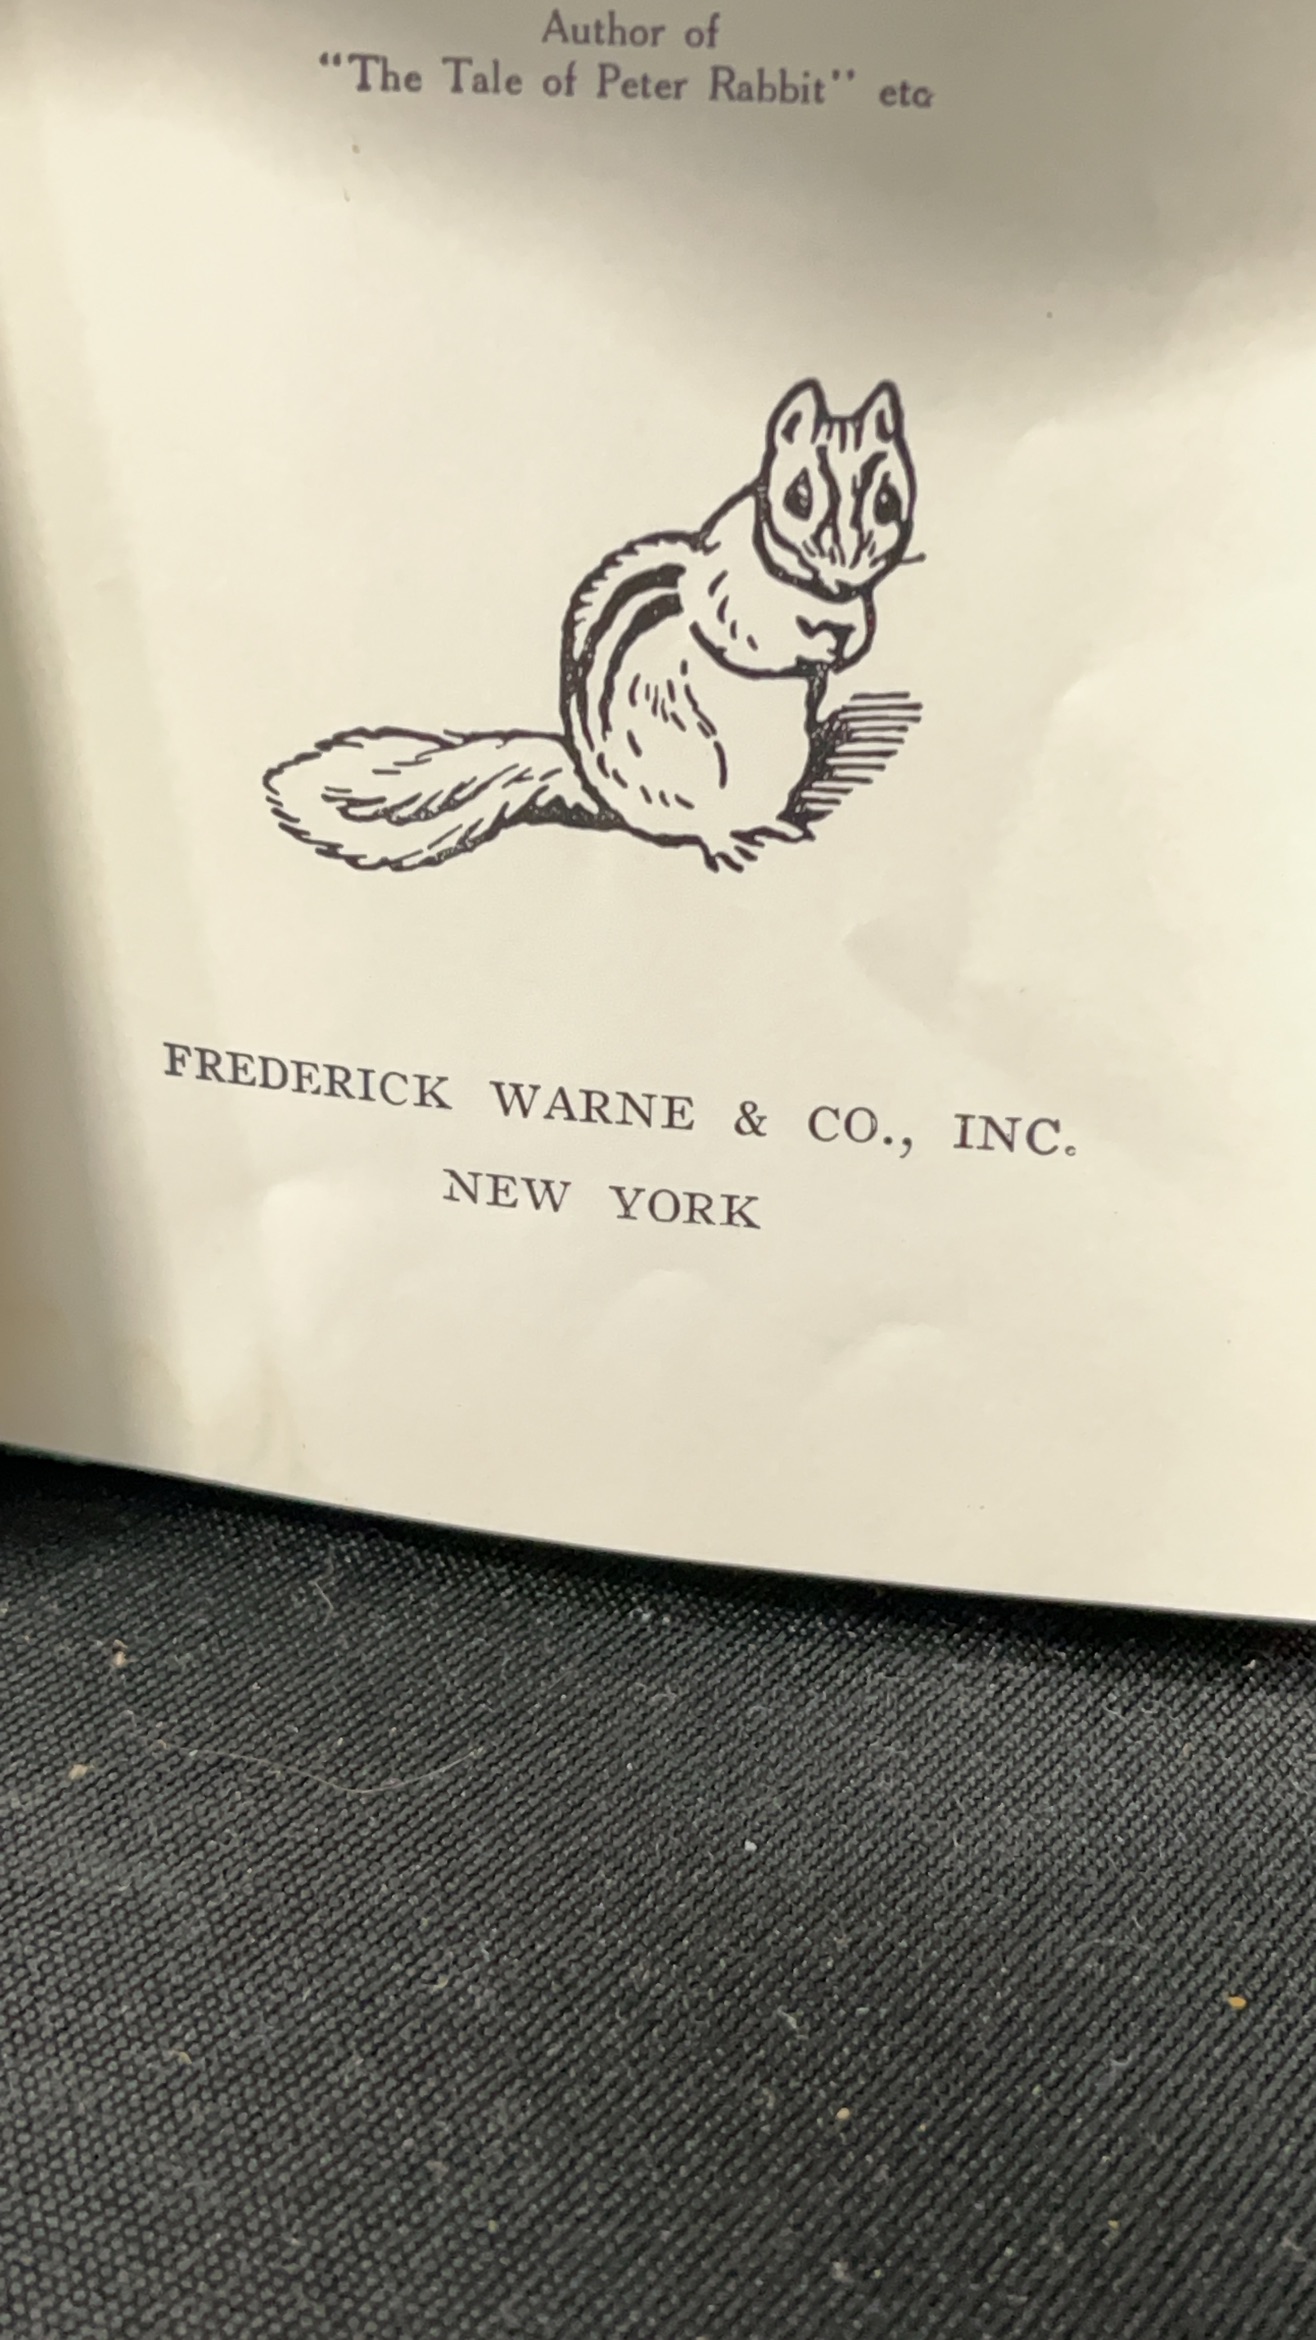 Author of
“The Tale of Peter Rabbit” etc
FREDERICK WARNE & CO., INC.
NEW YORK